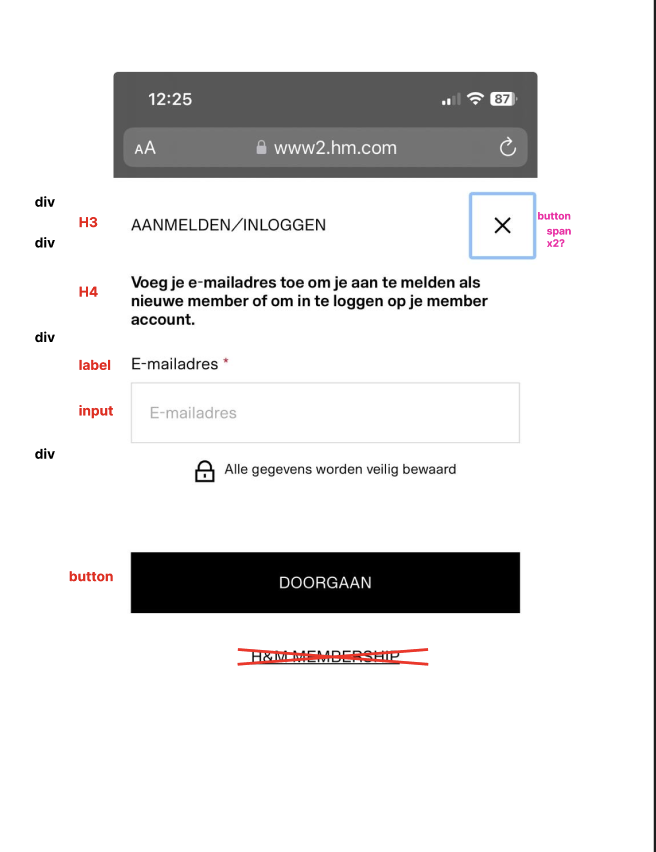 12:25
87
AA
www2.hm.com
div
H3
AANMELDEN/INLOGGEN
button
span
x2?
div
H4
Voeg je e-mailadres toe om je aan te melden als
nieuwe member of om in te loggen op je member
account.
div
label
E-mailadres *
input
E-mailadres
div
Alle gegevens worden veilig bewaard
button
DOORGAAN
H&M MEMBERSHIP